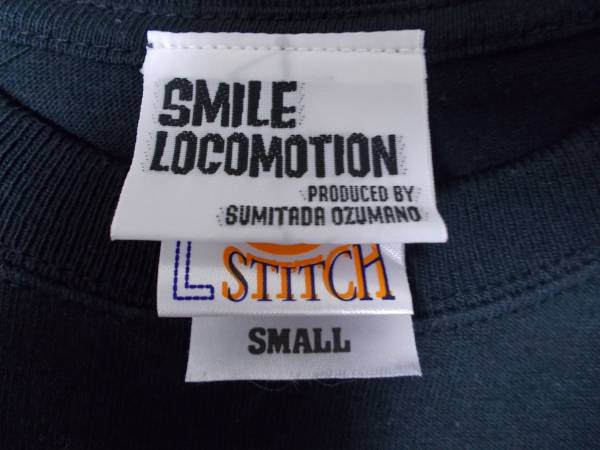 SMILE
LOCOMOTION
PRODUCED BY
SUMITADA OZUMANO
L STITCH
SMALL